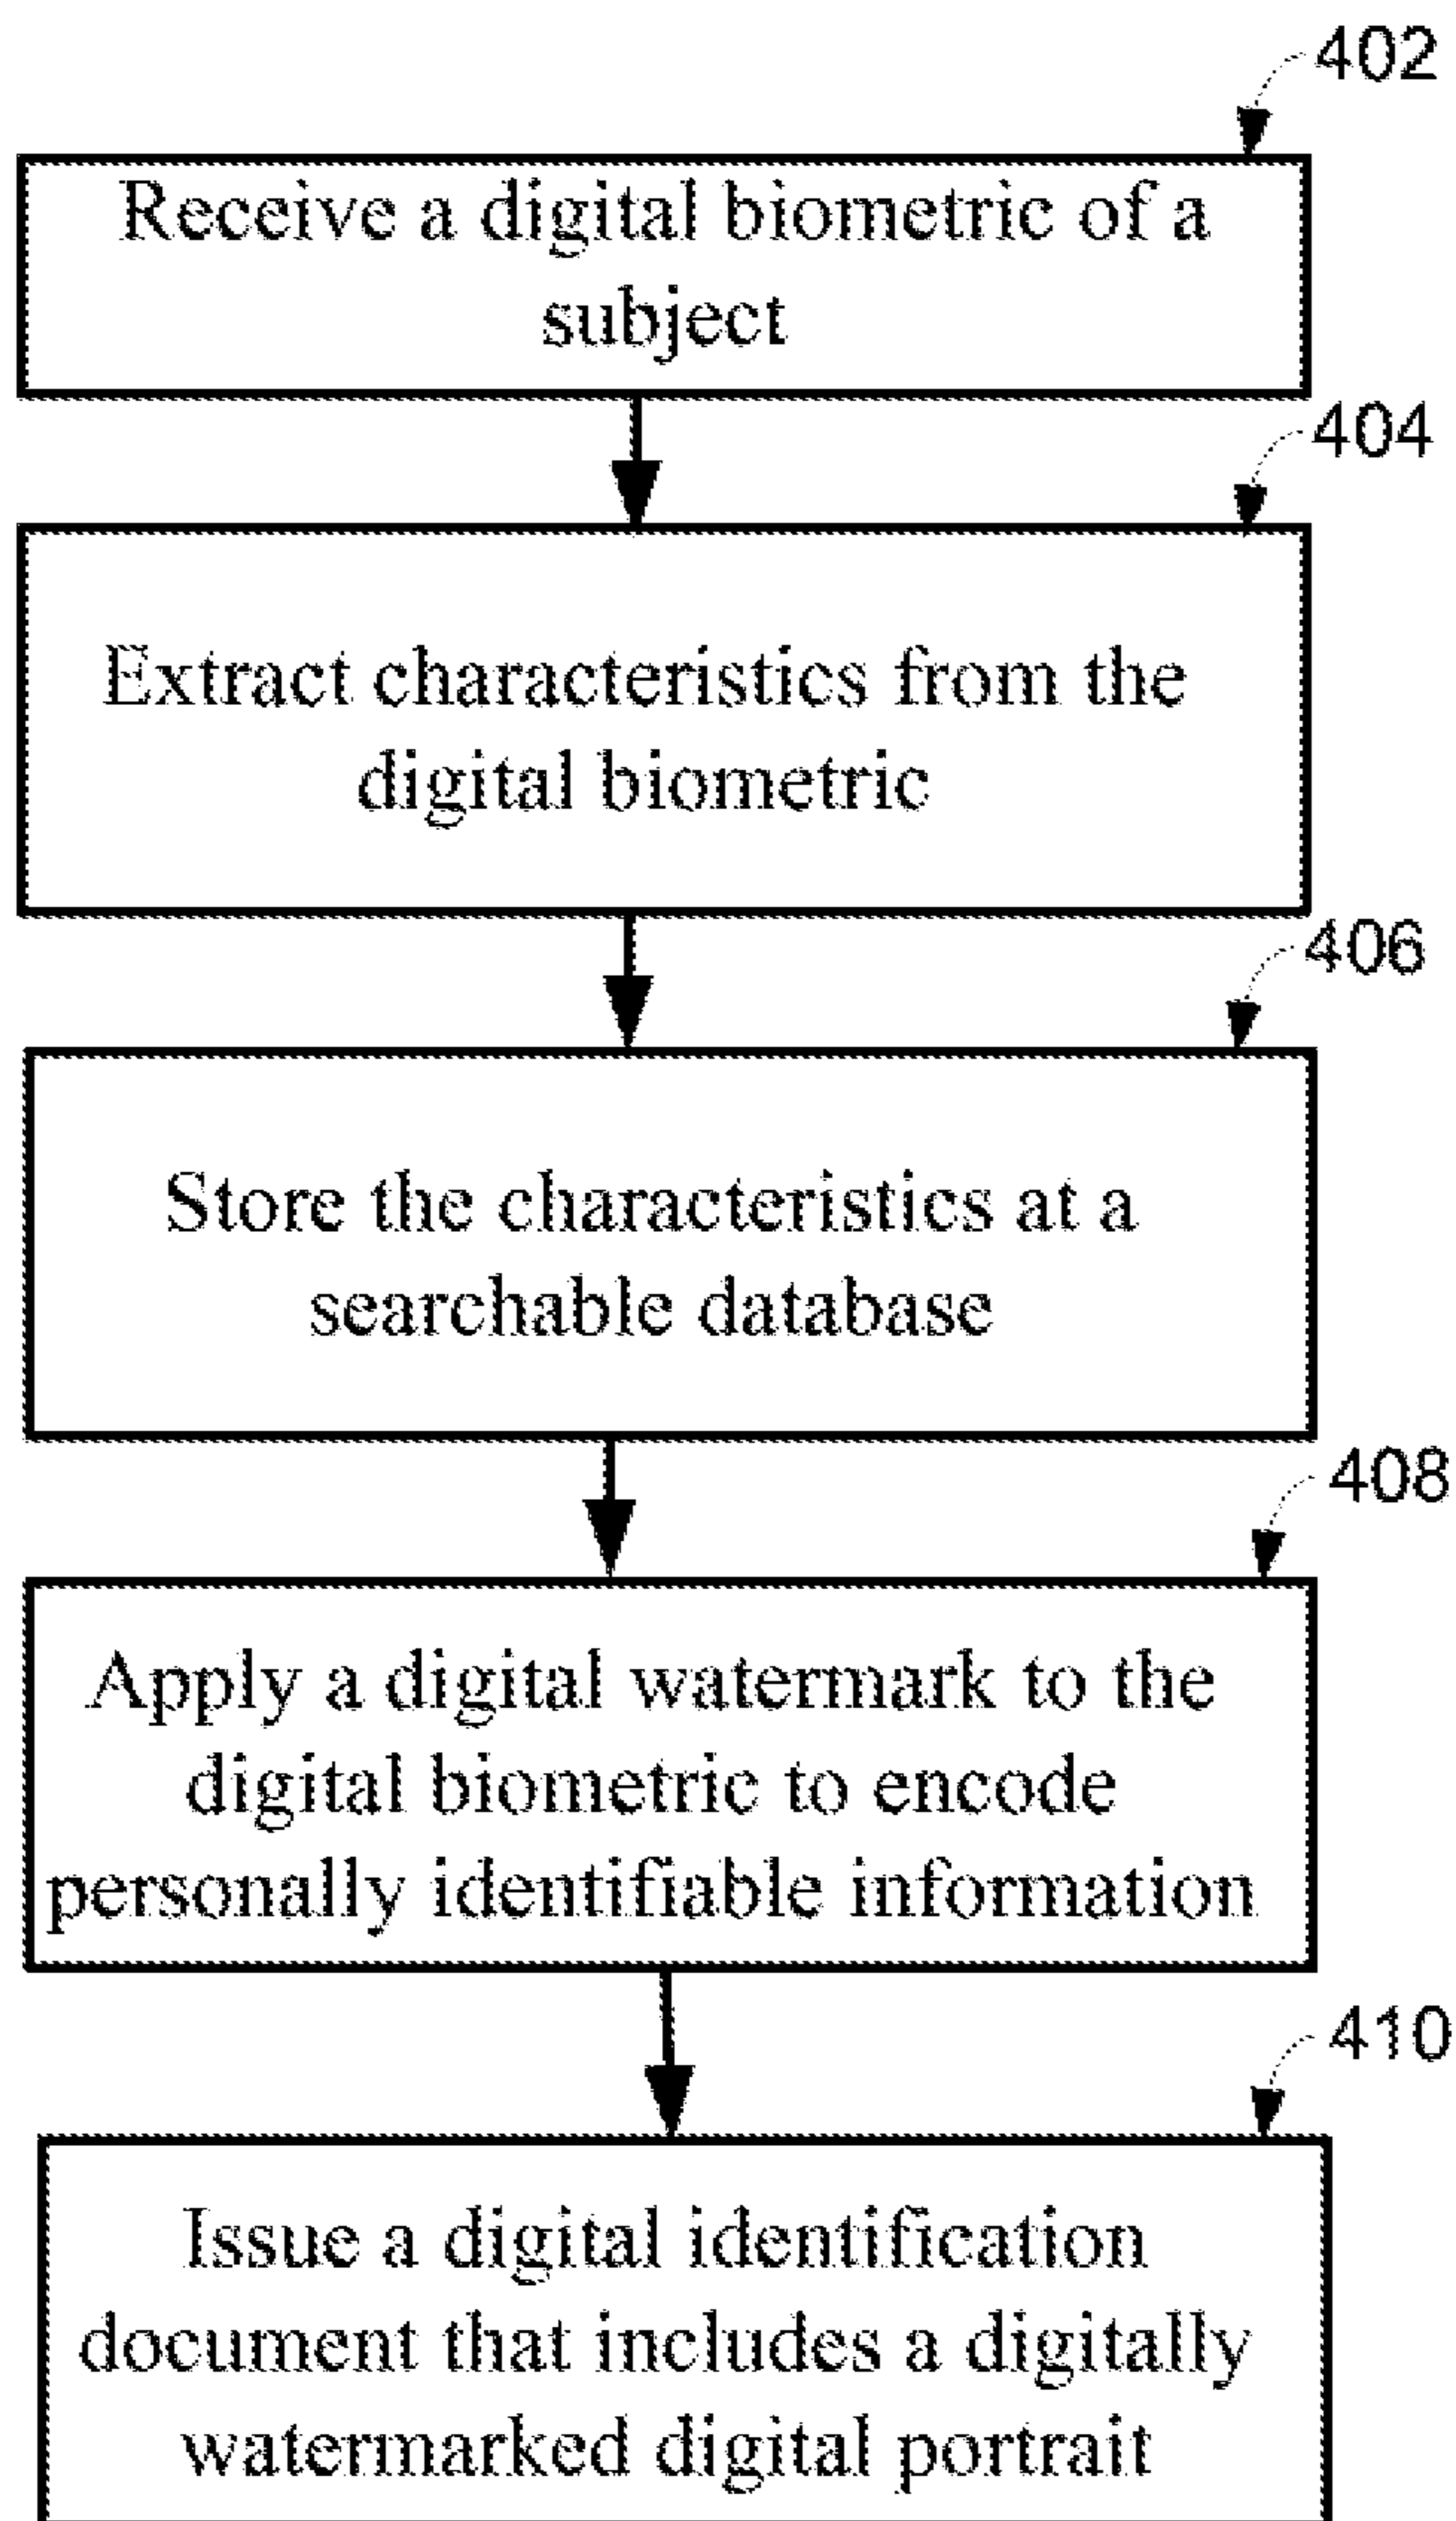 402
Receive a digital biometric of a
subject
404
Extract characteristics from the
digital biometric
406
Store the characteristics at a
searchable database
408
Apply a digital watermark to the
digital biometric to encode
personally identifiable information
410
Issue a digital identification
document that includes a digitally
watermarked digital portrait